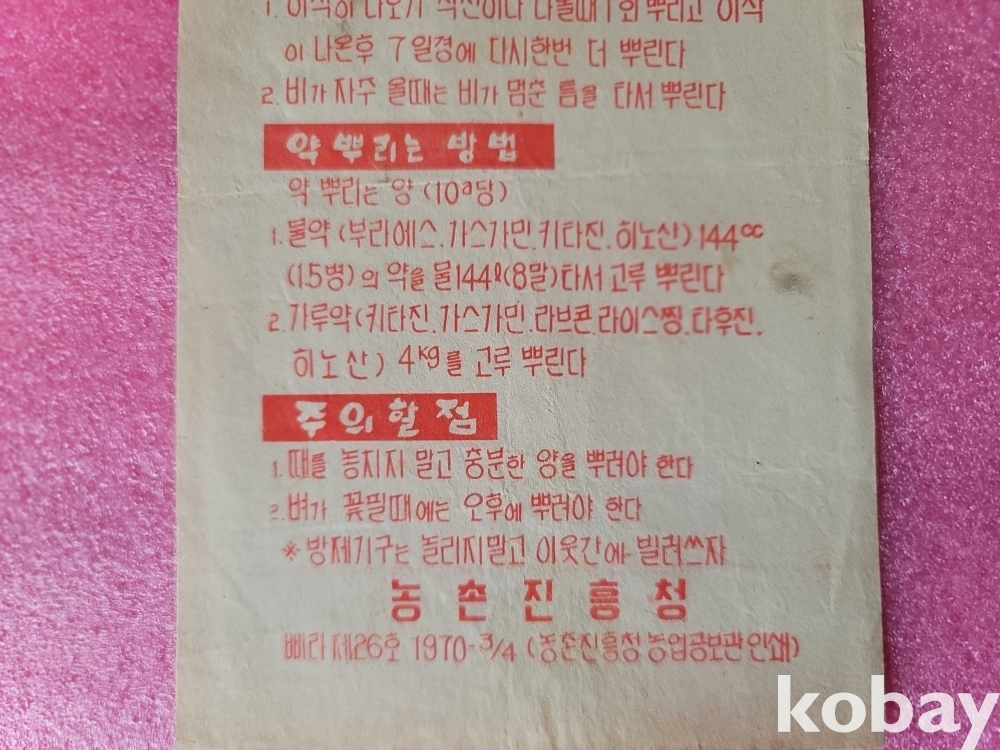 1. 이삭이 나오기 직전이나 나올때 1회 뿌리고 이삭
이 나온후 7일경에 다시한번 더 뿌린다
2. 비가 자주 올때는 비가 멈춘 틈을 타서 뿌린다
약 뿌리는 방법
약 뿌리는 양 (10a당)
1. 물약 (부라에스.가스가민.키타진.히노산) 144cc
(1.5병)의 약을 물144ℓ(8말)타서 고루 뿌린다
2. 가루약(키타진.가스가민.라브콘.라이스찡.타후진.
히노산) 4kg를 고루 뿌린다
주의할점
1. 때를 놓지지 말고 충분한 양을 뿌려야 한다
2. 벼가 꽃필때에는 오후에 뿌려야 한다
※ 방제기구는 놀리지말고 이웃간에 빌려쓰자
농촌진흥청
삐라 제26호 1970-3/4 (농촌진흥청 농업공보관 인쇄)
kobay